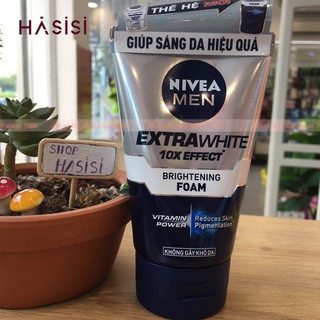 HASISI
THẾ HỆ
GIÚP SÁNG DA HIỆU QUẢ
NIVEA
MEN
EXTRAWHITE
10X EFFECT
BRIGHTENING
FOAM
VITAMIN
POWER
Reduces Skin
Pigmentation
KHÔNG GÂY KHÔ DA
SHOP
HASISI